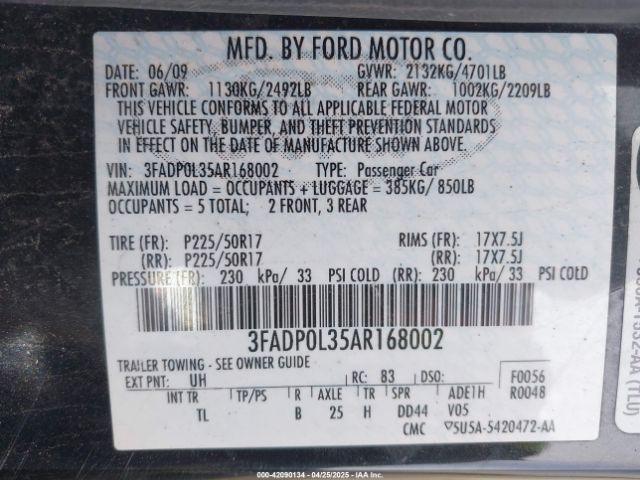 MFD. BY FORD MOTOR CO.
DATE: 06/09 GVWR: 2132KG/4701LB
FRONT GAWR: 1130KG/2492LB REAR GAWR: 1002KG/2209LB
THIS VEHICLE CONFORMS TO ALL APPLICABLE FEDERAL MOTOR
VEHICLE SAFETY, BUMPER, AND THEFT PREVENTION STANDARDS
IN EFFECT ON THE DATE OF MANUFACTURE SHOWN ABOVE.
VIN: 3FADP0L35AR168002 TYPE: Passenger Car
MAXIMUM LOAD = OCCUPANTS + LUGGAGE = 385KG/ 850LB
OCCUPANTS = 5 TOTAL; 2 FRONT, 3 REAR
TIRE (FR): P225/50R17 RIMS (FR): 17X7.5J
(RR): P225/50R17 (RR): 17X7.5J
PRESSURE (FR): 230 kPa/ 33 PSI COLD (RR): 230 kPa/ 33 PSI COLD
3FADP0L35AR168002
TRAILER TOWING - SEE OWNER GUIDE
EXT PNT: UH RC: 83 DSO: F0056
INT TR TP/PS R AXLE TR SPR ADE1H R0048
TL B 25 H DD44 V05
CMC 5U5A-5420472-AA
000-42090134 - 04/25/2025 -